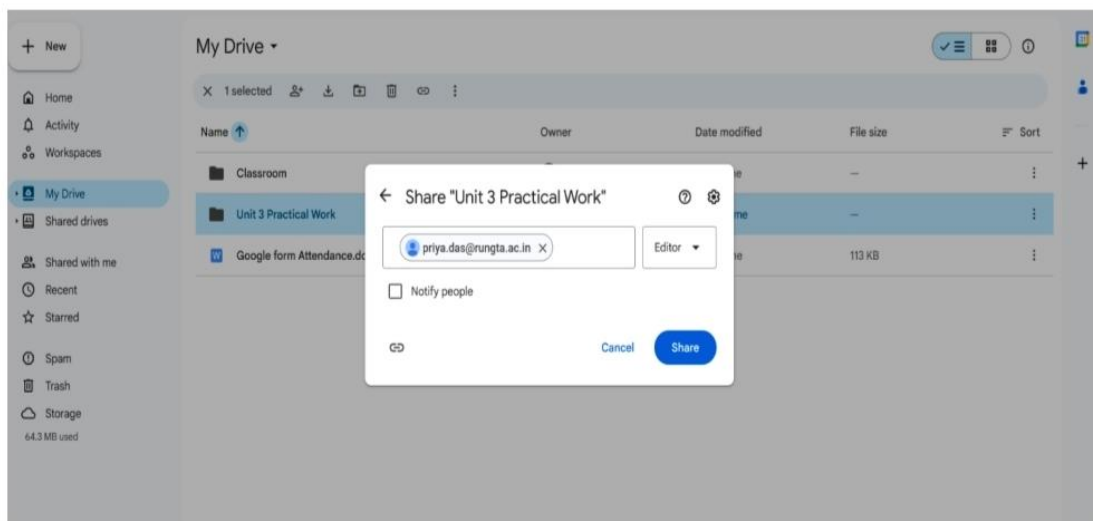 New
My Drive
1 selected
Home
Activity
Workspaces
My Drive
Shared drives
Shared with me
Recent
Starred
Spam
Trash
Storage
64.3 MB used
Name Owner Date modified File size Sort
Classroom
Unit 3 Practical Work me
Google form Attendance.do 113 KB
Share "Unit 3 Practical Work"
priya.das@rungta.ac.in Editor
Notify people
Cancel Share